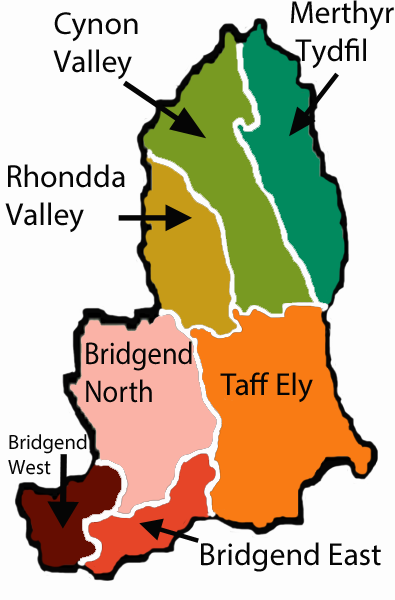 Merthyr
Tydfil
Cynon
Valley
Rhondda
Valley
Bridgend
North
Taff Ely
Bridgend
West
Bridgend East